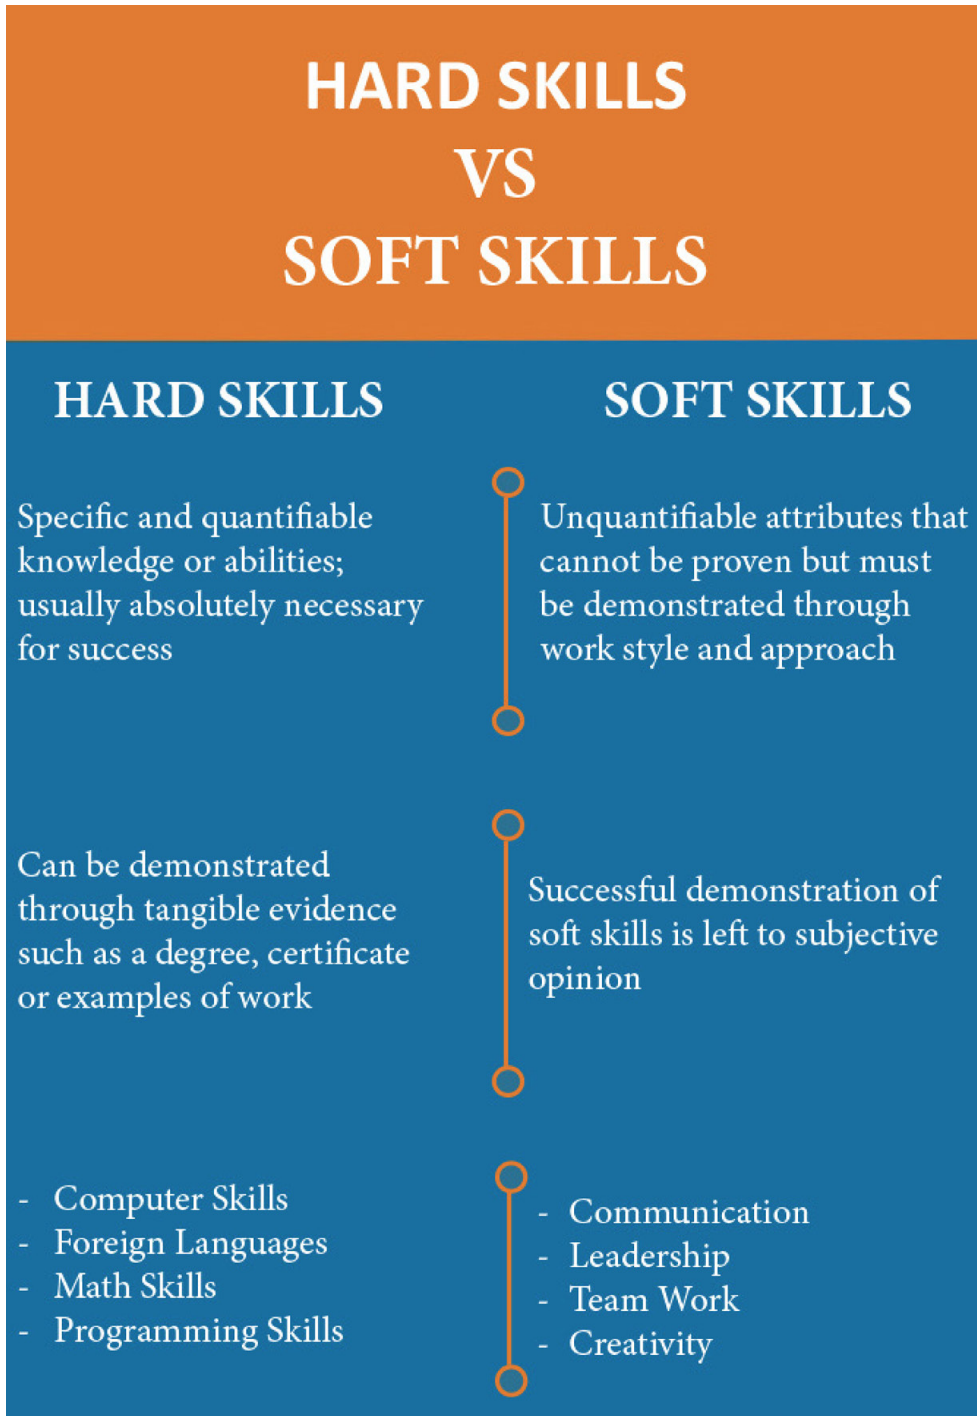 HARD SKILLS
VS
SOFT SKILLS
HARD SKILLS
Specific and quantifiable
knowledge or abilities;
usually absolutely necessary
for success
Can be demonstrated
through tangible evidence
such as a degree, certificate
or examples of work
- Computer Skills
- Foreign Languages
- Math Skills
- Programming Skills
SOFT SKILLS
Unquantifiable attributes that
cannot be proven but must
be demonstrated through
work style and approach
Successful demonstration of
soft skills is left to subjective
opinion
- Communication
- Leadership
- Team Work
- Creativity